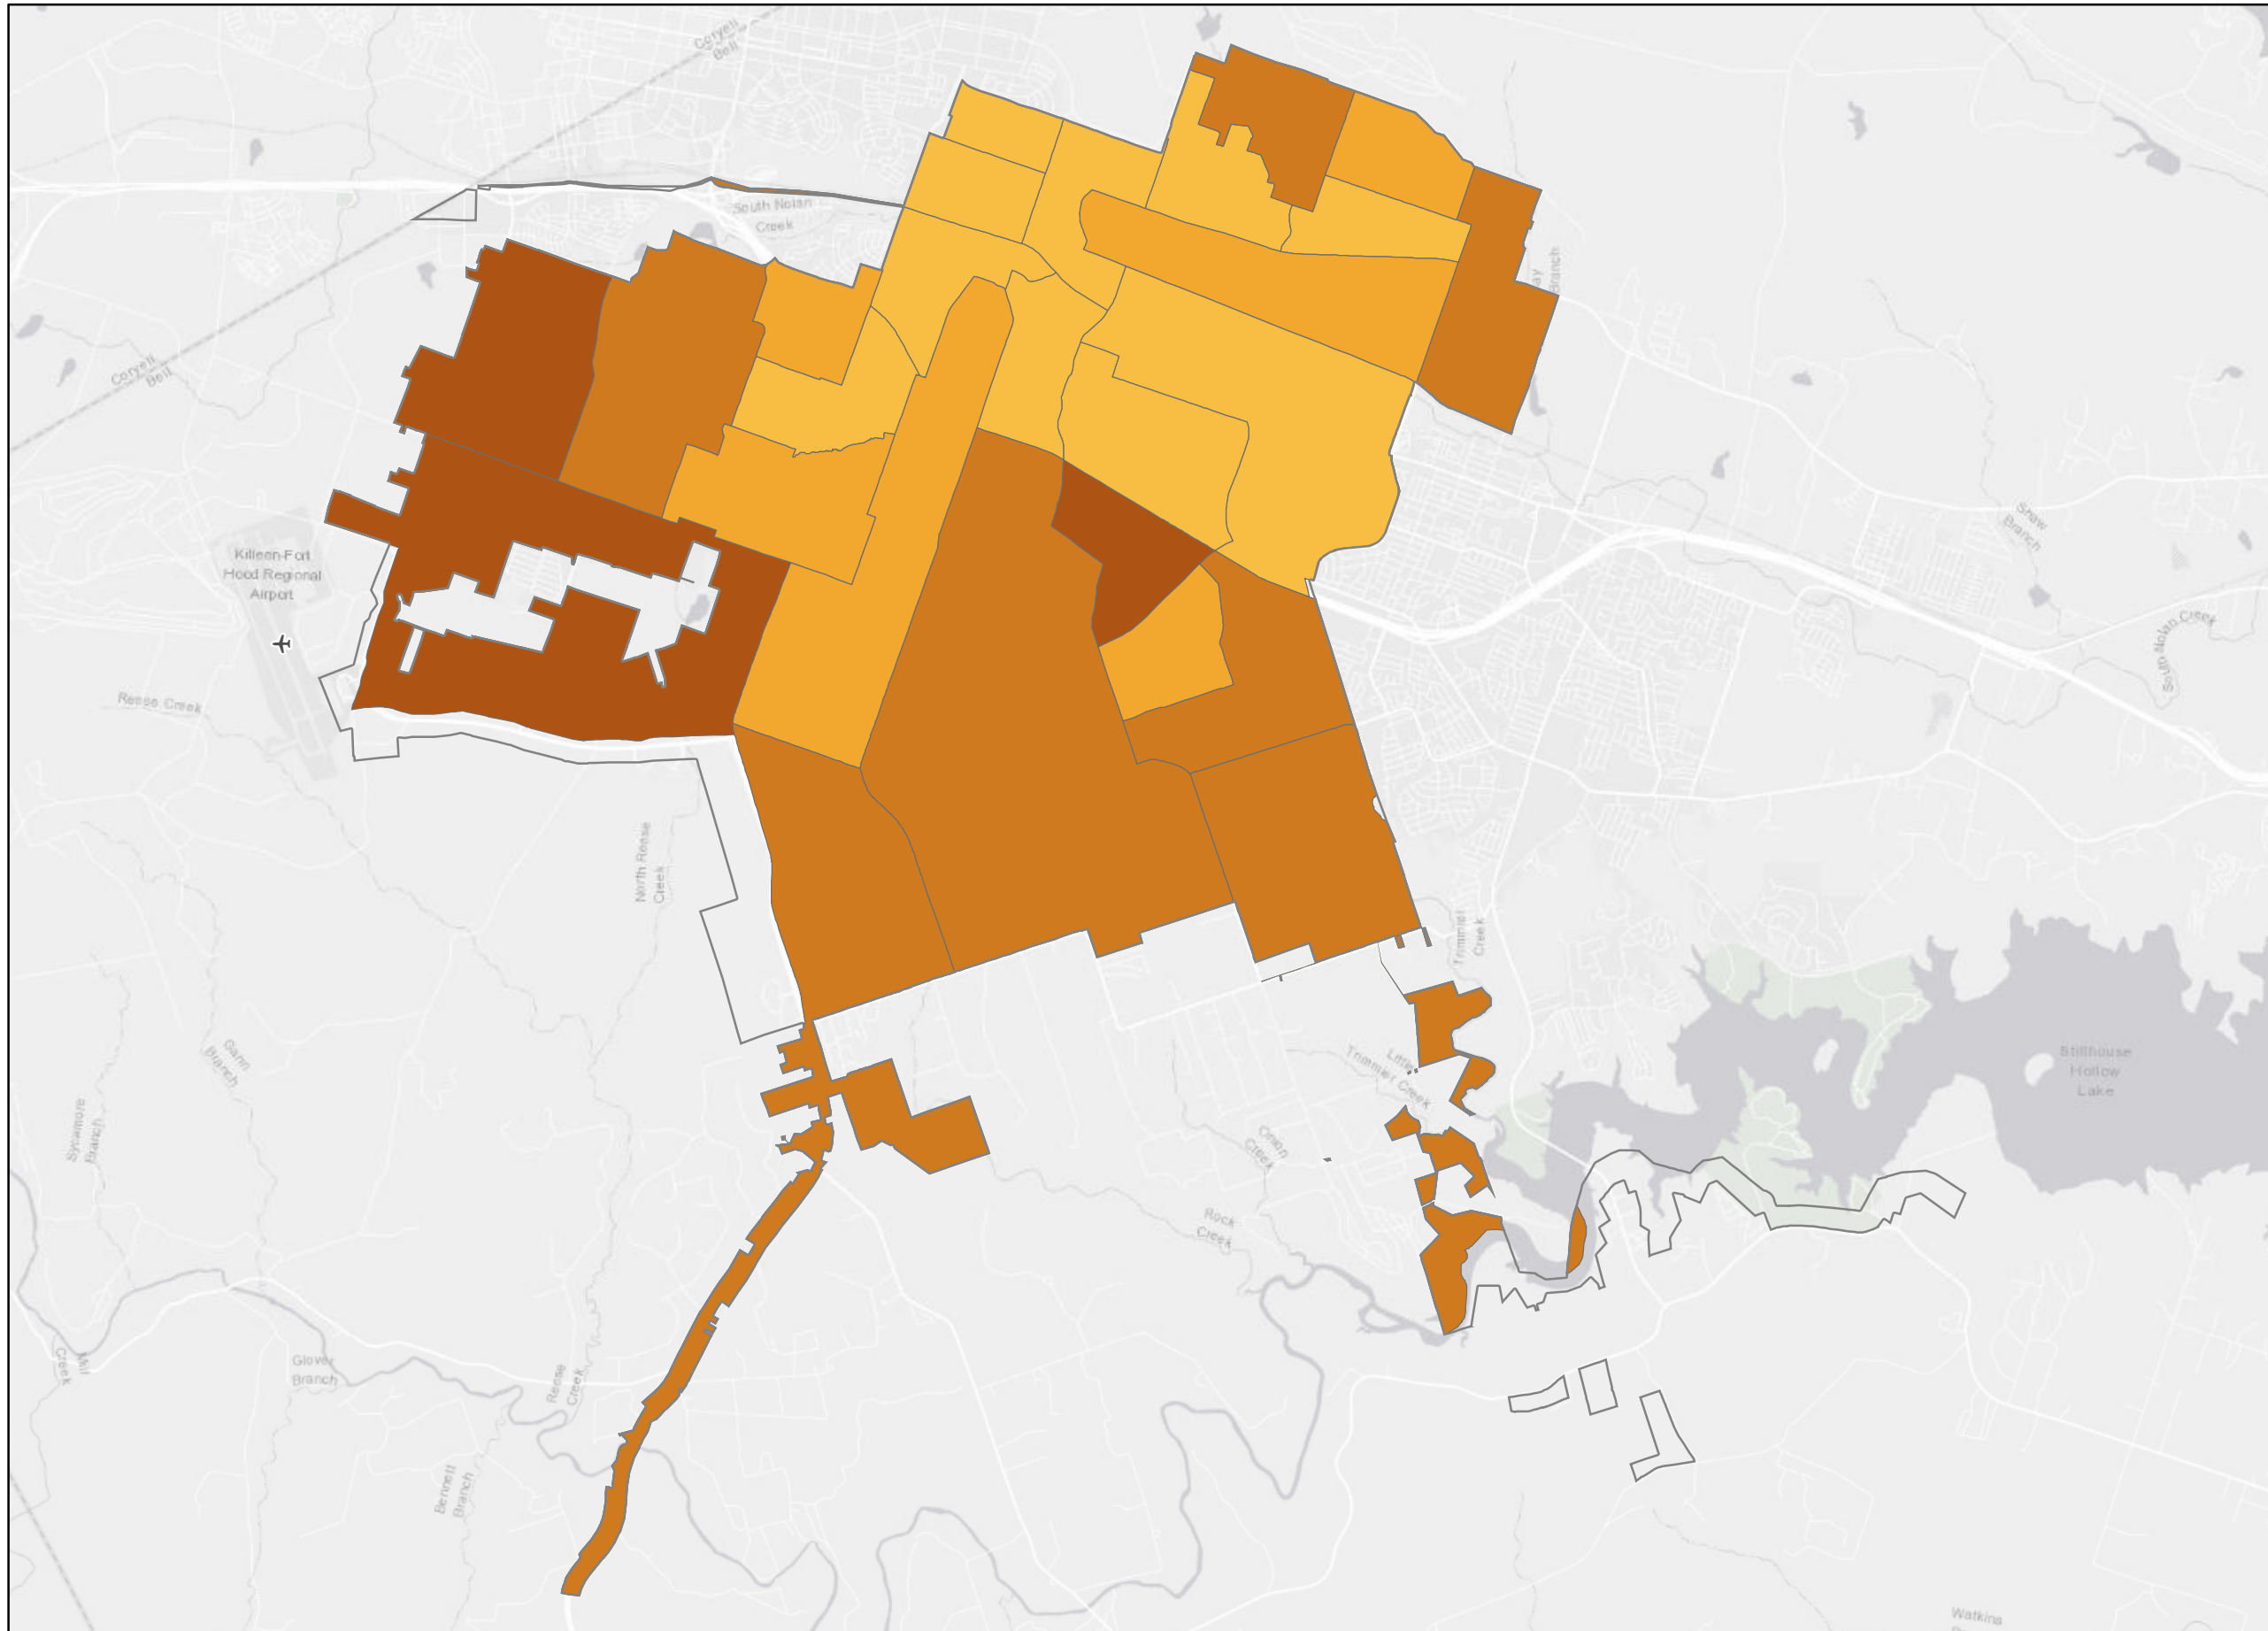 Coryell
Bell
South Nolan
Creek
Branch
Coryell
Bell
Killeen-Fort
Hood Regional
Airport
Shaw
Branch
South Nolan Creek
Reese Creek
North Reese
Creek
Trimmier
Creek
Gann
Branch
Little
Trimmier Creek
Stillhouse
Hollow
Lake
Sycamore
Branch
Onion
Creek
Rock
Creek
Mill
Creek
Glover
Branch
Reese
Creek
Bennett
Branch
Watkins